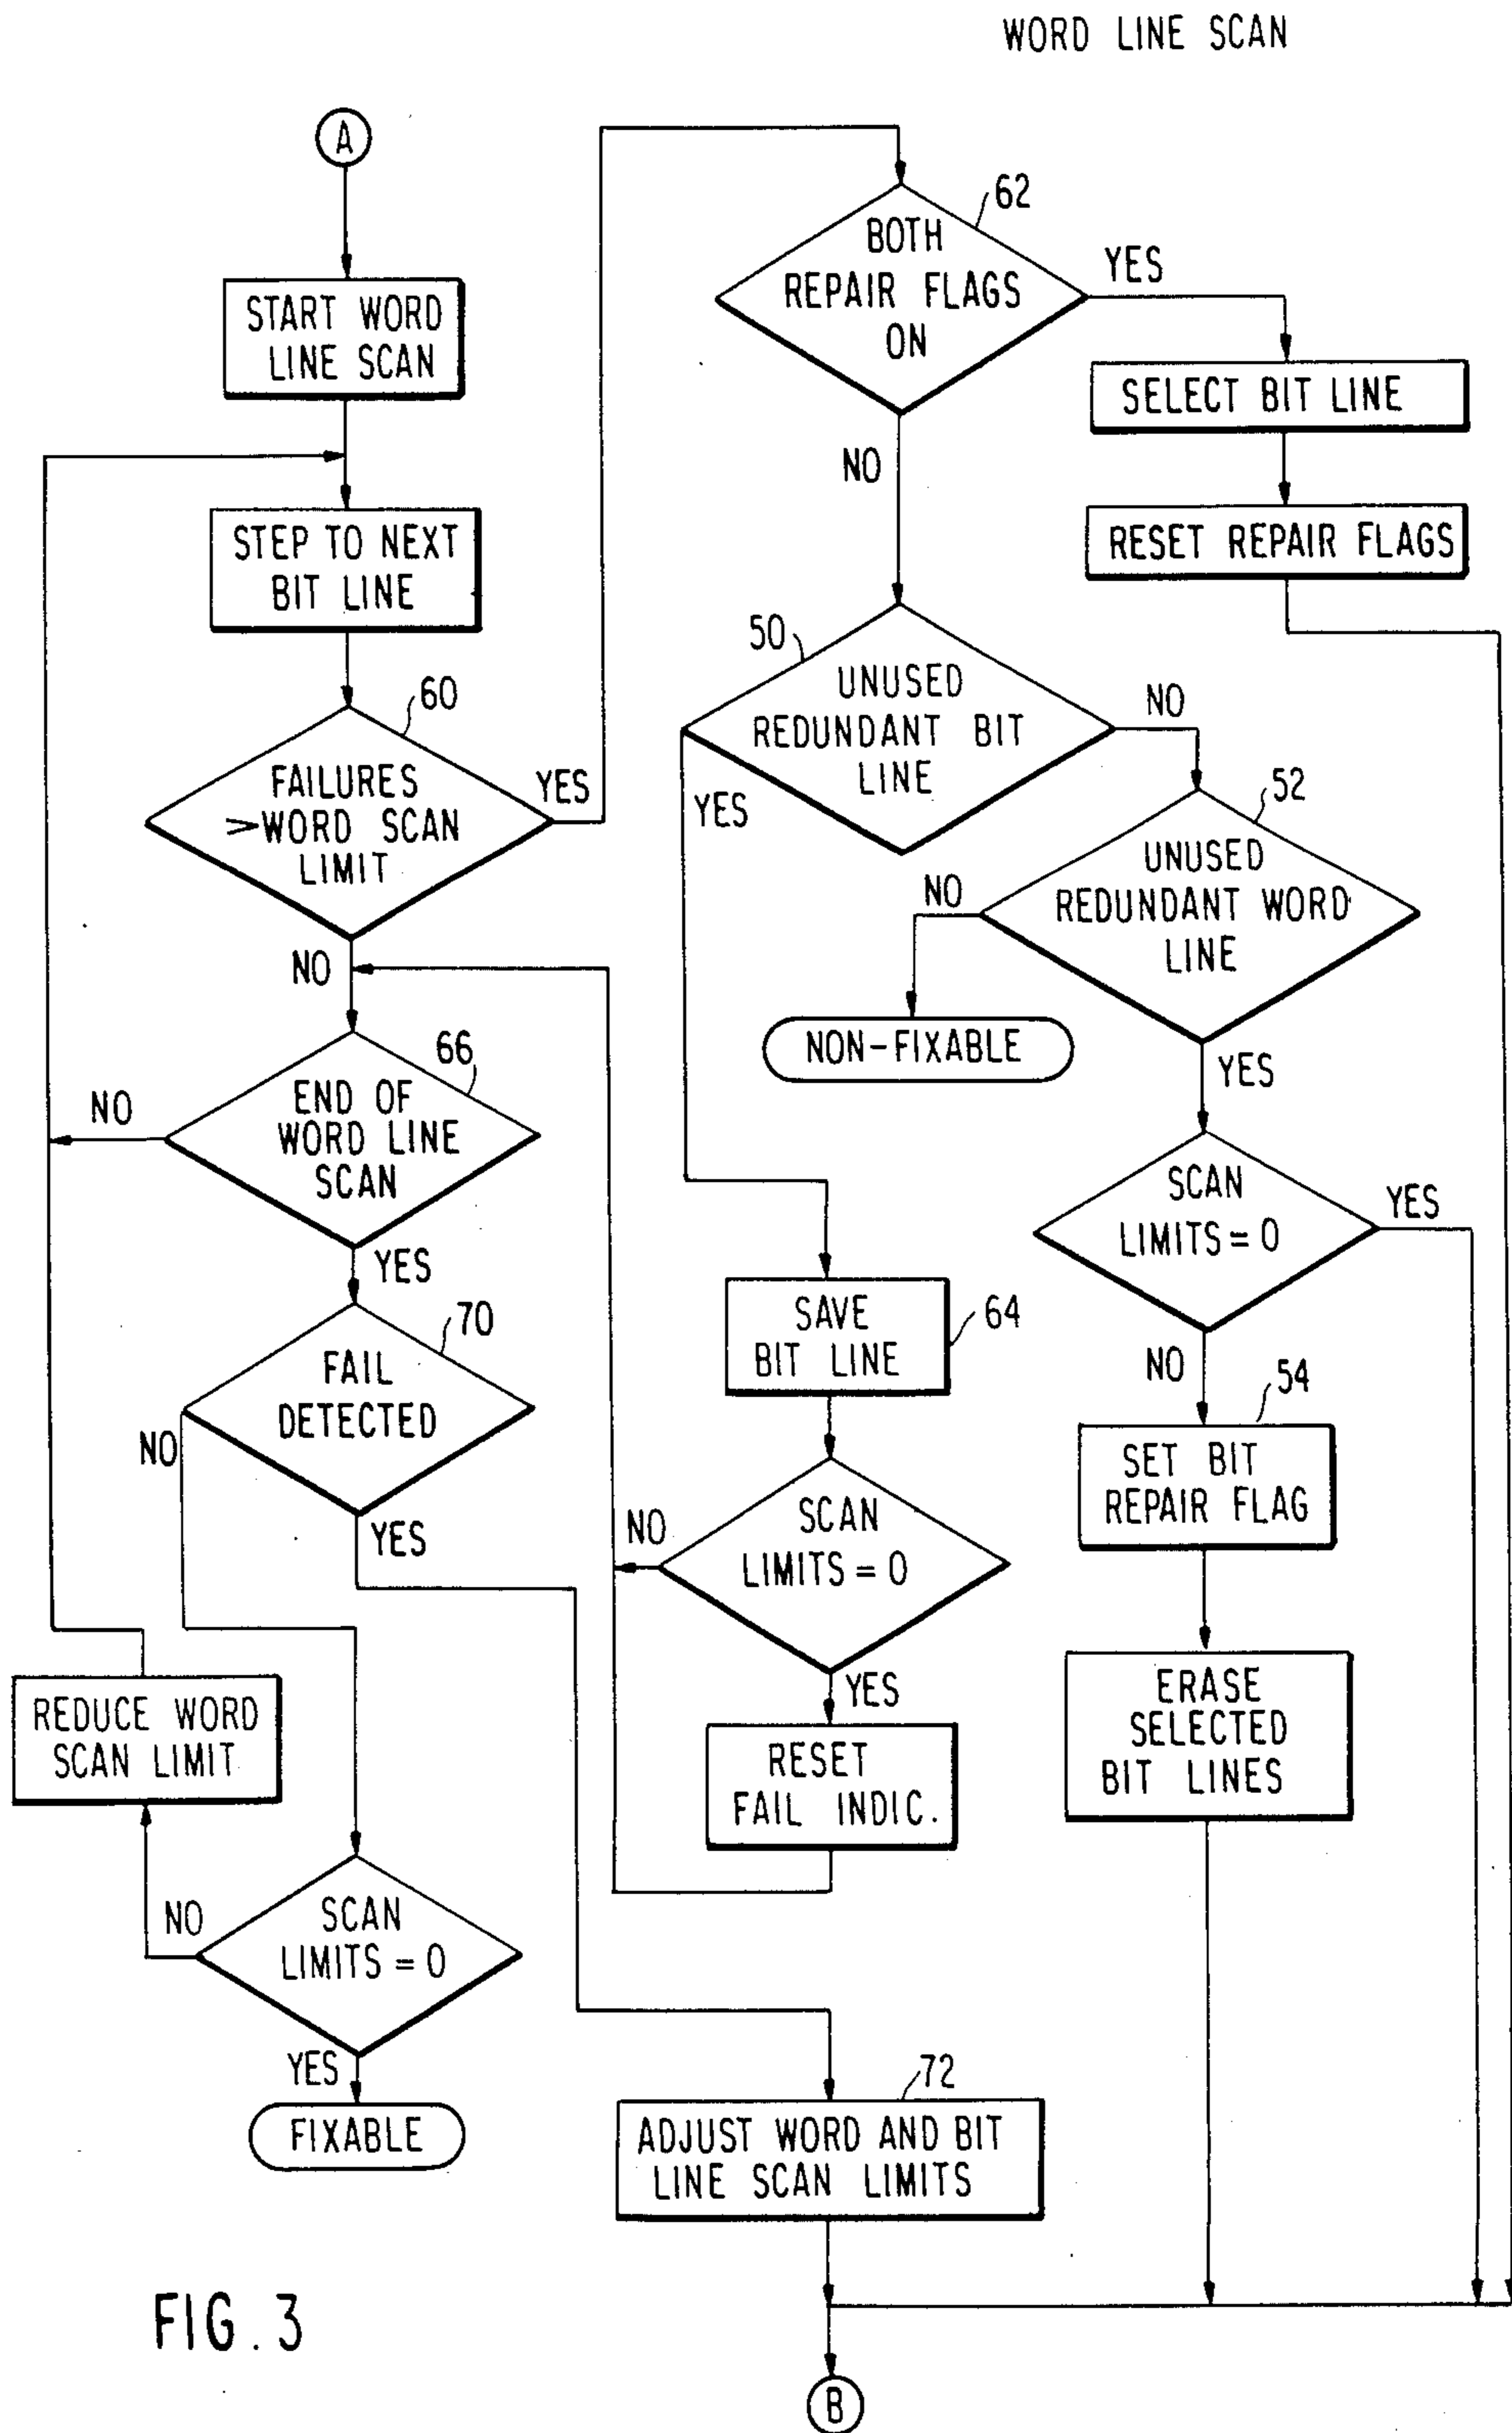 WORD LINE SCAN
A
START WORD
LINE SCAN
STEP TO NEXT
BIT LINE
60
FAILURES
>WORD SCAN
LIMIT
YES
NO
66
END OF
WORD LINE
SCAN
NO
YES
70
FAIL
DETECTED
NO
YES
REDUCE WORD
SCAN LIMIT
NO
SCAN
LIMITS = 0
YES
FIXABLE
62
BOTH
REPAIR FLAGS
ON
YES
NO
SELECT BIT LINE
RESET REPAIR FLAGS
50
UNUSED
REDUNDANT BIT
LINE
NO
YES
52
UNUSED
REDUNDANT WORD
LINE
NO
NON-FIXABLE
YES
SCAN
LIMITS = 0
YES
NO
SAVE
BIT LINE
64
SCAN
LIMITS = 0
NO
YES
RESET
FAIL INDIC.
54
SET BIT
REPAIR FLAG
ERASE
SELECTED
BIT LINES
72
ADJUST WORD AND BIT
LINE SCAN LIMITS
B
FIG. 3